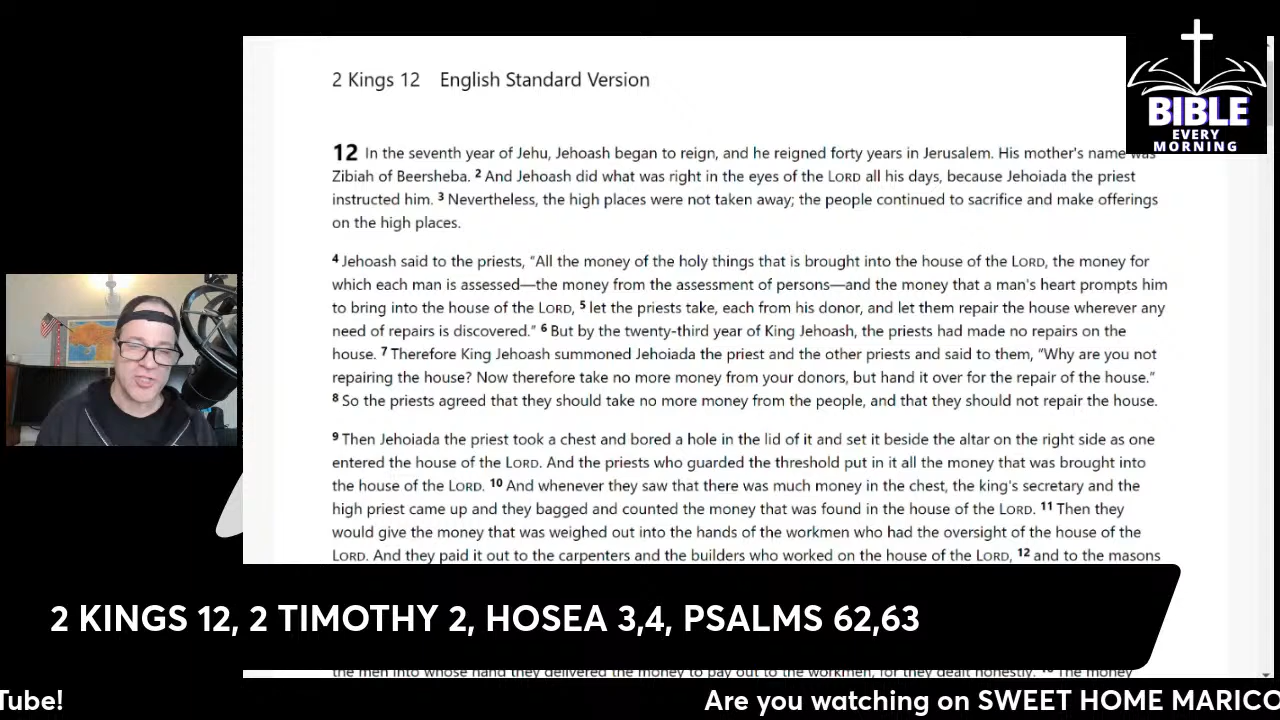 2 Kings 12 English Standard Version
BIBLE
EVERY
MORNING
12 In the seventh year of Jehu, Jehoash began to reign, and he reigned forty years in Jerusalem. His mother's name was
Zibiah of Beersheba. 2 And Jehoash did what was right in the eyes of the LORD all his days, because Jehoiada the priest
instructed him. 3 Nevertheless, the high places were not taken away; the people continued to sacrifice and make offerings
on the high places.
4 Jehoash said to the priests, “All the money of the holy things that is brought into the house of the LORD, the money for
which each man is assessed—the money from the assessment of persons—and the money that a man's heart prompts him
to bring into the house of the LORD, 5 let the priests take, each from his donor, and let them repair the house wherever any
need of repairs is discovered.” 6 But by the twenty-third year of King Jehoash, the priests had made no repairs on the
house. 7 Therefore King Jehoash summoned Jehoiada the priest and the other priests and said to them, “Why are you not
repairing the house? Now therefore take no more money from your donors, but hand it over for the repair of the house.”
8 So the priests agreed that they should take no more money from the people, and that they should not repair the house.
9 Then Jehoiada the priest took a chest and bored a hole in the lid of it and set it beside the altar on the right side as one
entered the house of the LORD. And the priests who guarded the threshold put in it all the money that was brought into
the house of the LORD. 10 And whenever they saw that there was much money in the chest, the king's secretary and the
high priest came up and they bagged and counted the money that was found in the house of the LORD. 11 Then they
would give the money that was weighed out into the hands of the workmen who had the oversight of the house of the
LORD. And they paid it out to the carpenters and the builders who worked on the house of the LORD, 12 and to the masons
2 KINGS 12, 2 TIMOTHY 2, HOSEA 3,4, PSALMS 62,63
the men into whose hand they delivered the money to pay out to the workmen, for they dealt honestly. The money
Tube! Are you watching on SWEET HOME MARICO